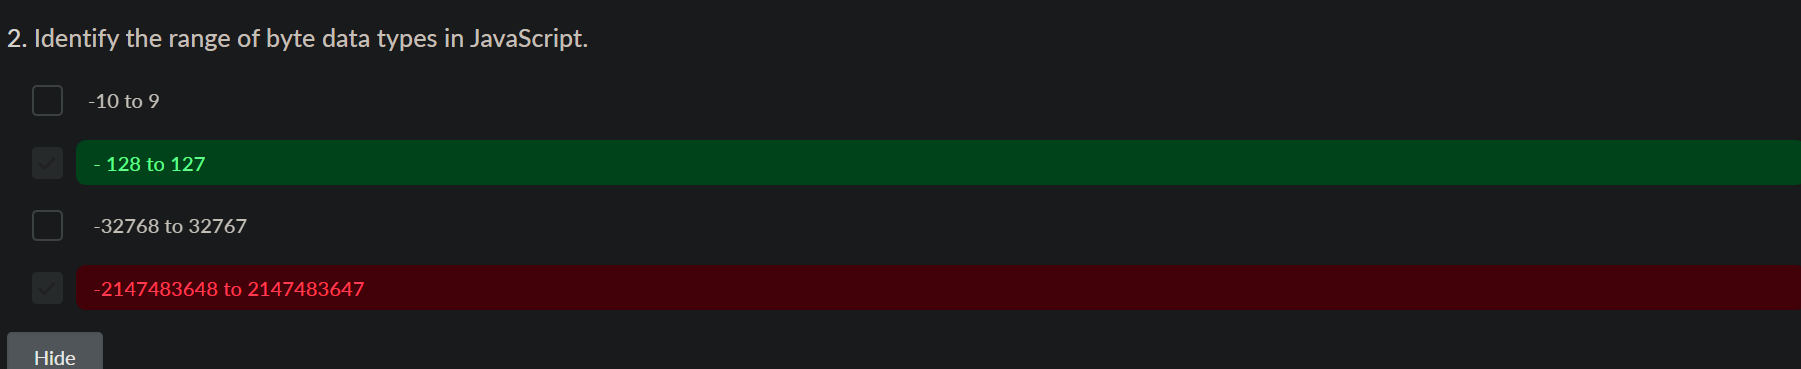 2. Identify the range of byte data types in JavaScript.
-10 to 9
- 128 to 127
-32768 to 32767
-2147483648 to 2147483647
Hide